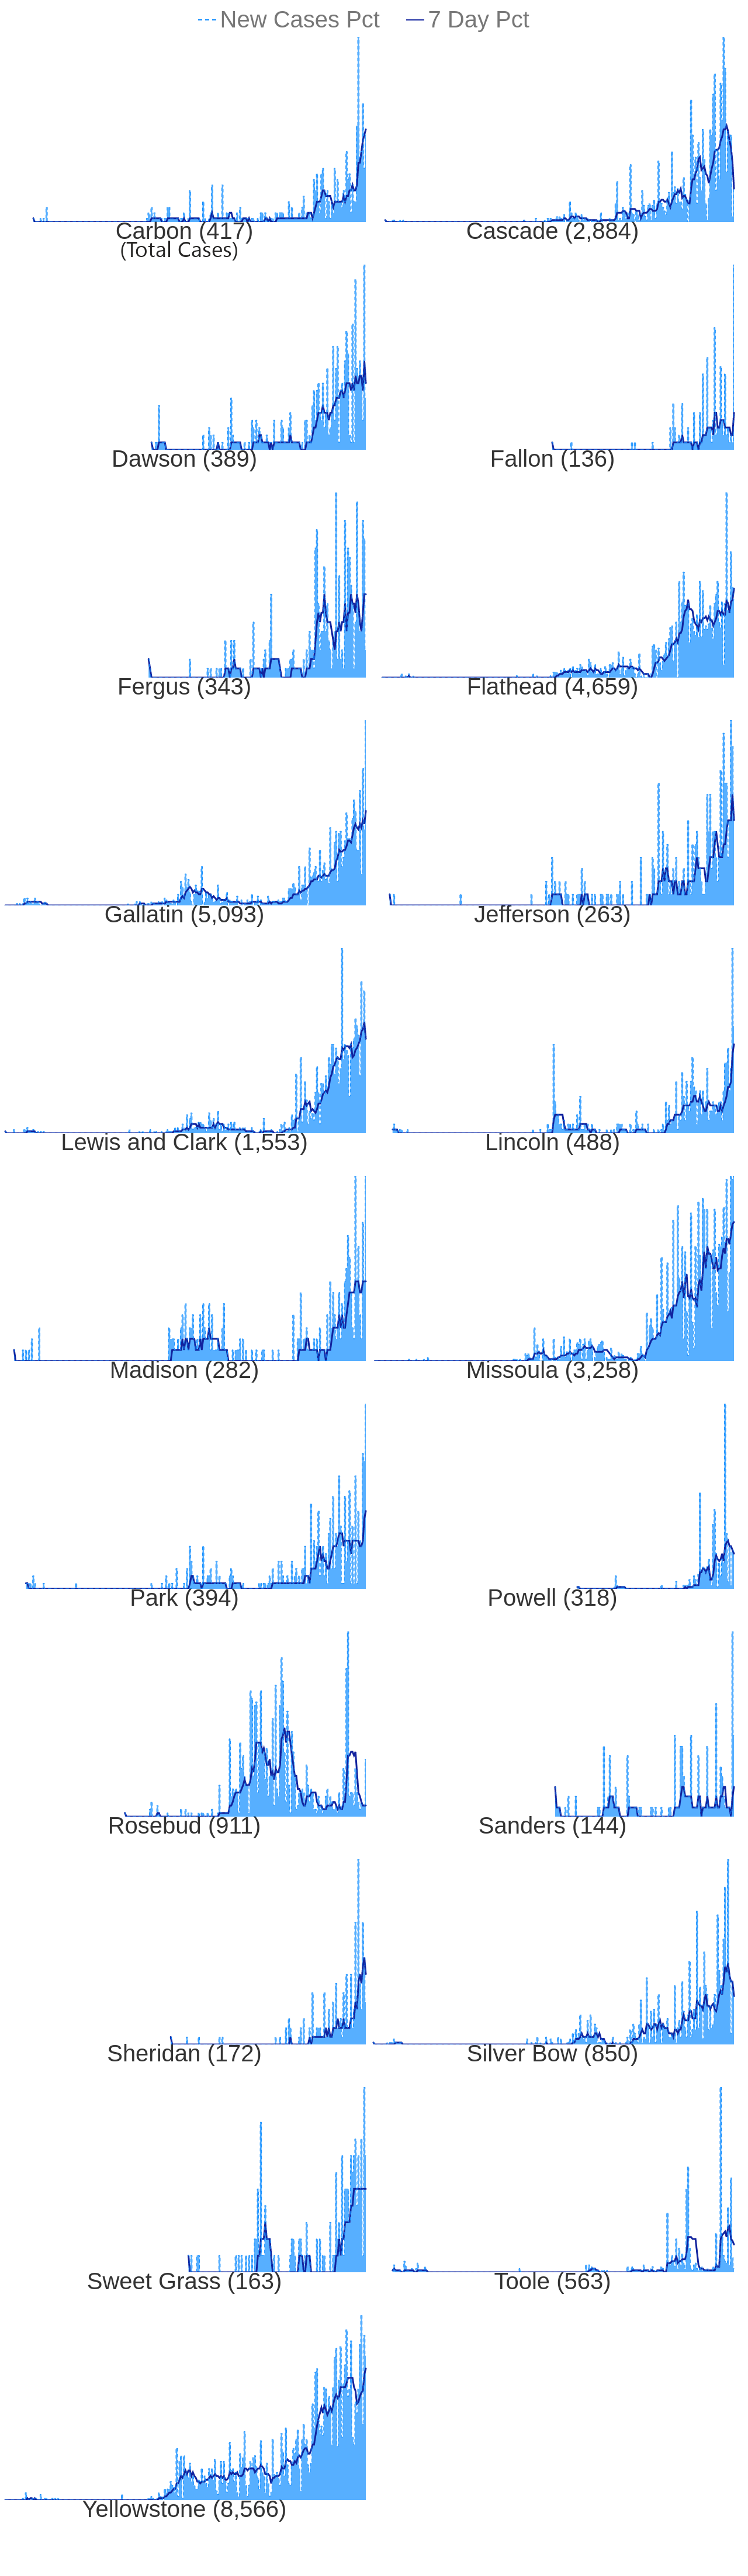 New Cases Pct 7 Day Pct
Carbon (417) Cascade (2,884)
(Total Cases)
Dawson (389) Fallon (136)
Fergus (343) Flathead (4,659)
Gallatin (5,093) Jefferson (263)
Lewis and Clark (1,553) Lincoln (488)
Madison (282) Missoula (3,258)
Park (394) Powell (318)
Rosebud (911) Sanders (144)
Sheridan (172) Silver Bow (850)
Sweet Grass (163) Toole (563)
Yellowstone (8,566)